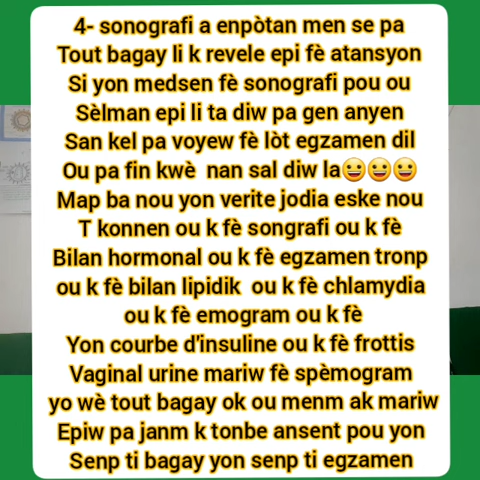 4- sonografi a enpòtan men se pa
Tout bagay li k revele epi fè atansyon
Si yon medsen fè sonografi pou ou
Sèlman epi li ta diw pa gen anyen
San kel pa voyew fè lòt egzamen dil
Ou pa fin kwè nan sal diw la😀😀😀
Map ba nou yon verite jodia eske nou
T konnen ou k fè songrafi ou k fè
Bilan hormonal ou k fè egzamen tronp
ou k fè bilan lipidik ou k fè chlamydia
ou k fè emogram ou k fè
Yon courbe d'insuline ou k fè frottis
Vaginal urine mariw fè spèmogram
yo wè tout bagay ok ou menm ak mariw
Epiw pa janm k tonbe ansent pou yon
Senp ti bagay yon senp ti egzamen